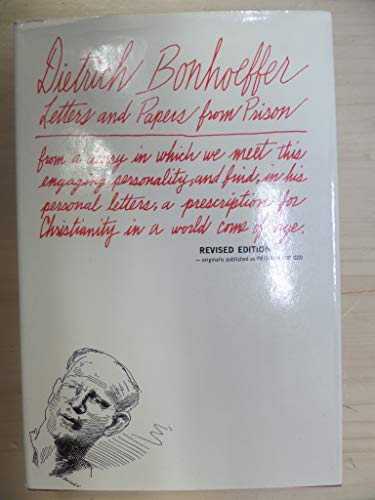 Dietrich Bonhoeffer
Letters and Papers from Prison
from a in which we meet this
engaging personality, and find, in his
personal letters, a prescription for
Christianity in a world come of age.
REVISED EDITION
— originally published as GOD